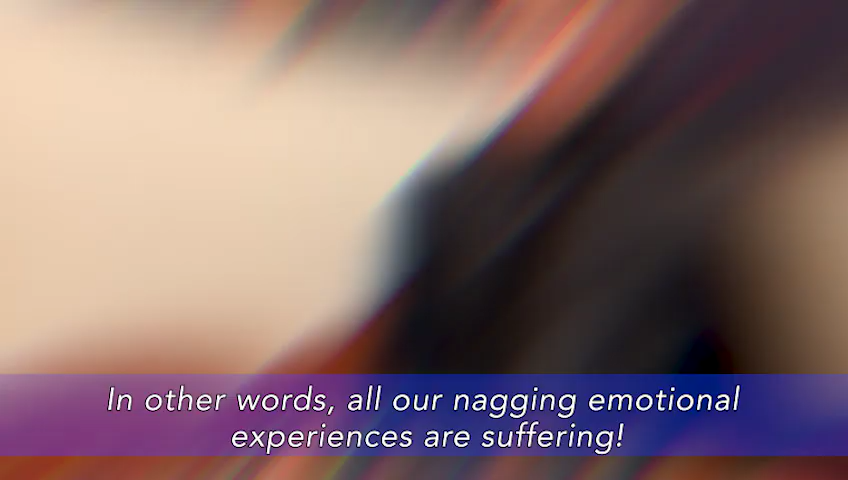 In other words, all our nagging emotional
experiences are suffering!